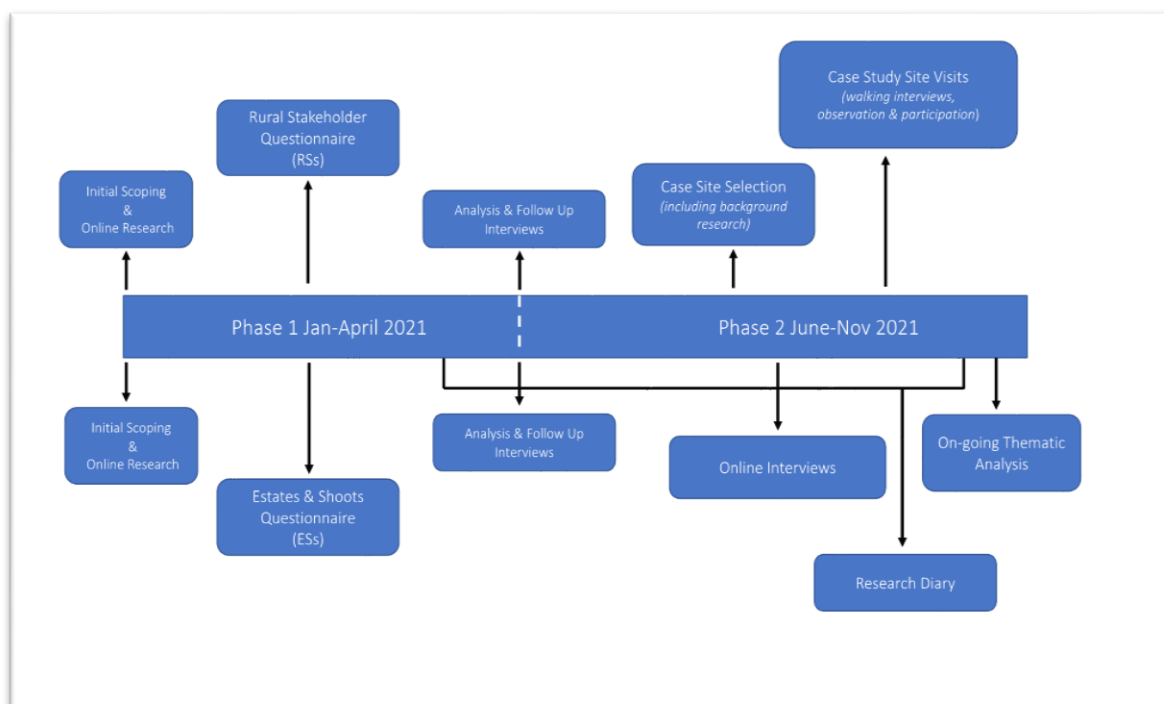 Case Study Site Visits
(walking interviews,
observation & participation)
Rural Stakeholder
Questionnaire
(RSs)
Initial Scoping
&
Online Research
Analysis & Follow Up
Interviews
Case Site Selection
(including background
research)
Phase 1 Jan-April 2021
Phase 2 June-Nov 2021
Initial Scoping
&
Online Research
Estates & Shoots
Questionnaire
(ESs)
Analysis & Follow Up
Interviews
Online Interviews
On-going Thematic
Analysis
Research Diary